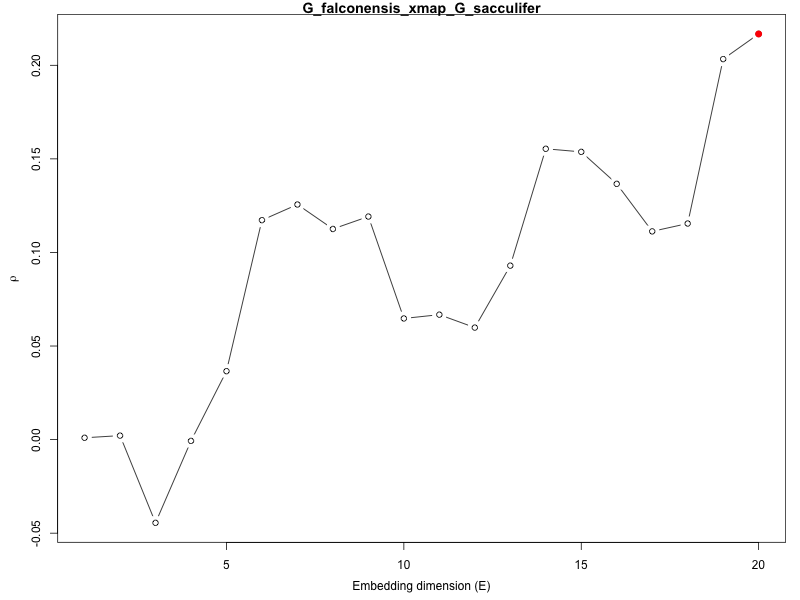 G_falconensis_xmap_G_sacculifer
0.20
0.15
0.10
0.05
0.00
-0.05
ρ
5 10 15 20
Embedding dimension (E)